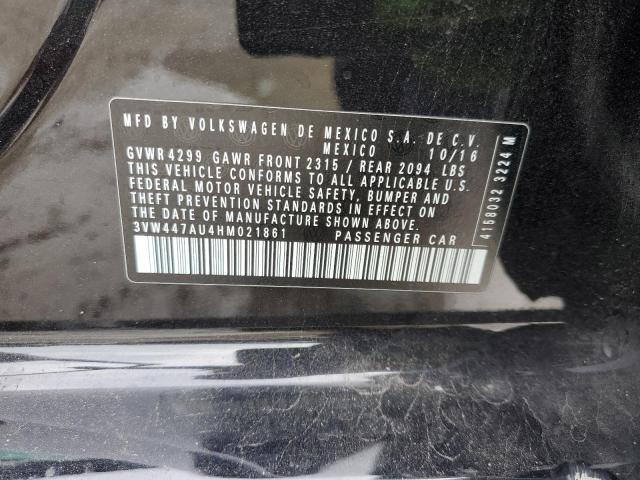 MFD BY VOLKSWAGEN DE MEXICO S.A. DE C.V.
MEXICO 10/16
GVWR 4299 GAWR FRONT 2315 / REAR 2094 LBS
THIS VEHICLE CONFORMS TO ALL APPLICABLE U.S.
FEDERAL MOTOR VEHICLE SAFETY, BUMPER AND
THEFT PREVENTION STANDARDS IN EFFECT ON
THE DATE OF MANUFACTURE SHOWN ABOVE.
3VW447AU4HM021861 PASSENGER CAR
4158032 3224 M